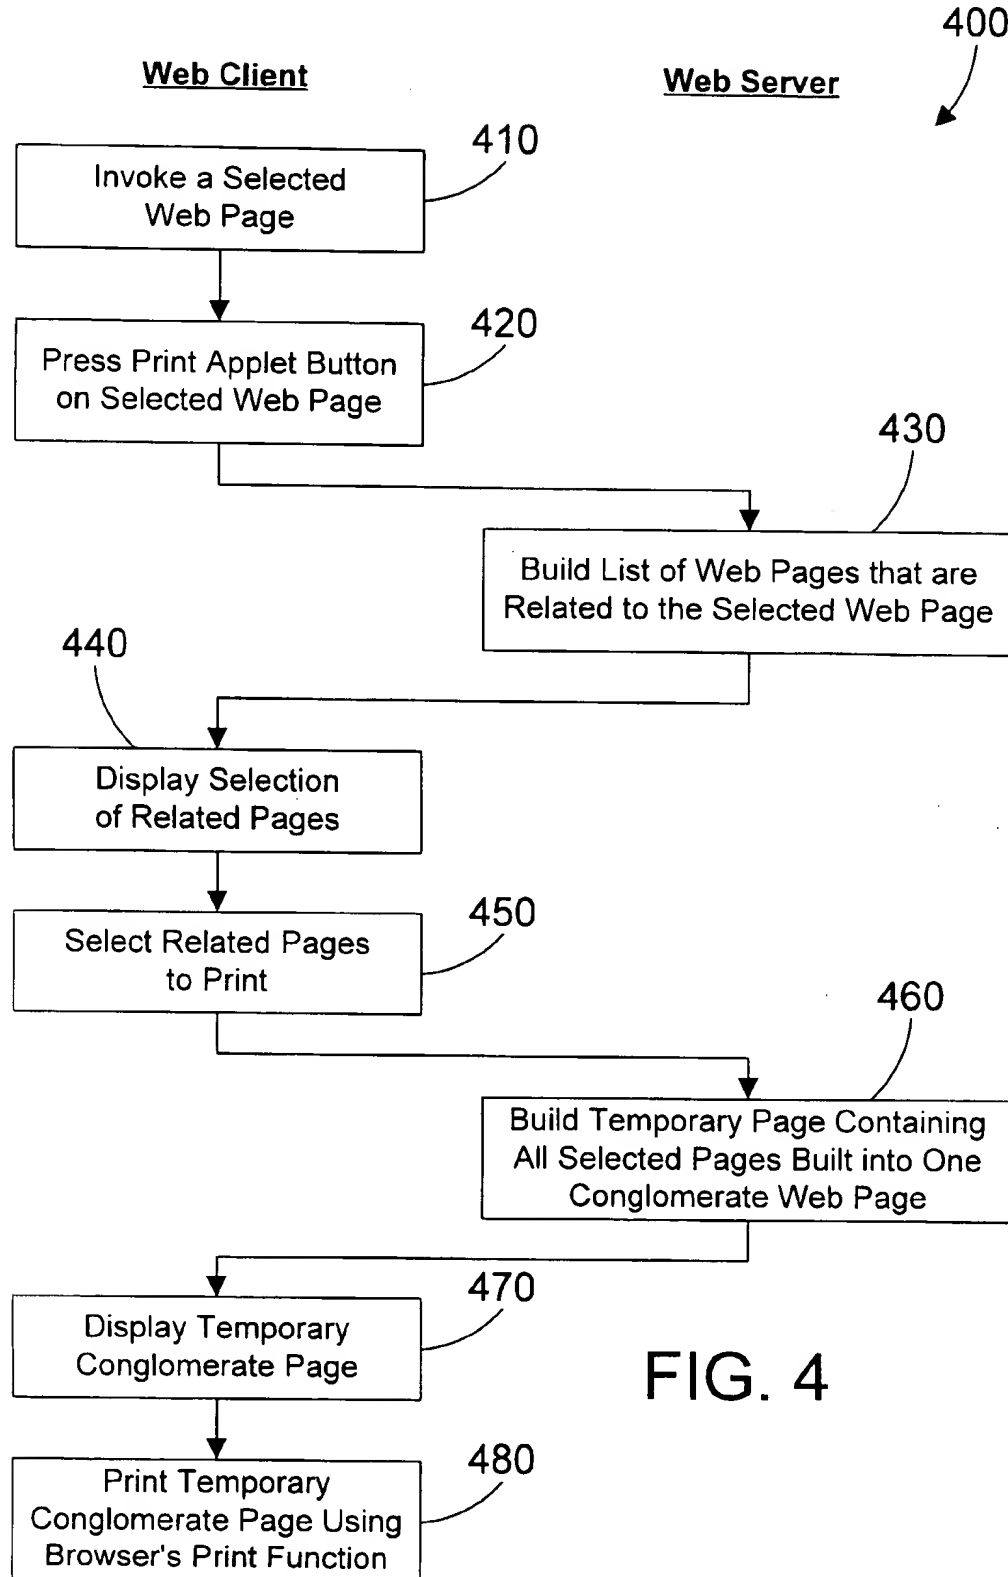 400
Web Client
Web Server
410
Invoke a Selected
Web Page
420
Press Print Applet Button
on Selected Web Page
430
Build List of Web Pages that are
Related to the Selected Web Page
440
Display Selection
of Related Pages
450
Select Related Pages
to Print
460
Build Temporary Page Containing
All Selected Pages Built into One
Conglomerate Web Page
470
Display Temporary
Conglomerate Page
FIG. 4
480
Print Temporary
Conglomerate Page Using
Browser's Print Function